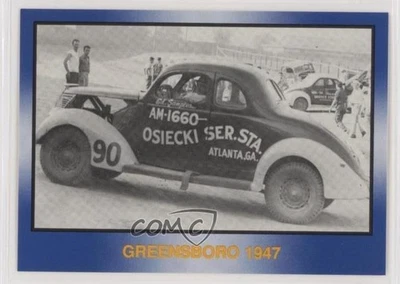 AM-1660
OSIECKI SER. STA.
ATLANTA. GA.
90
COMC
GREENSBORO 1947